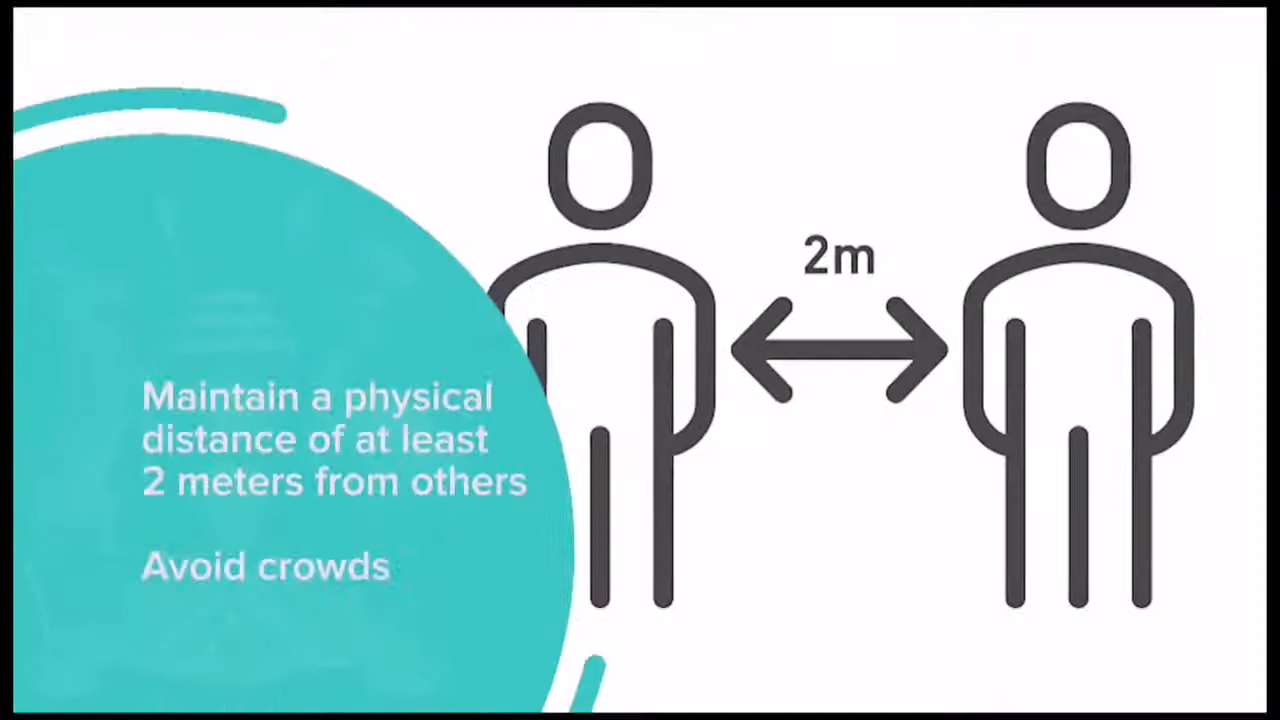 2m
Maintain a physical
distance of at least
2 meters from others
Avoid crowds